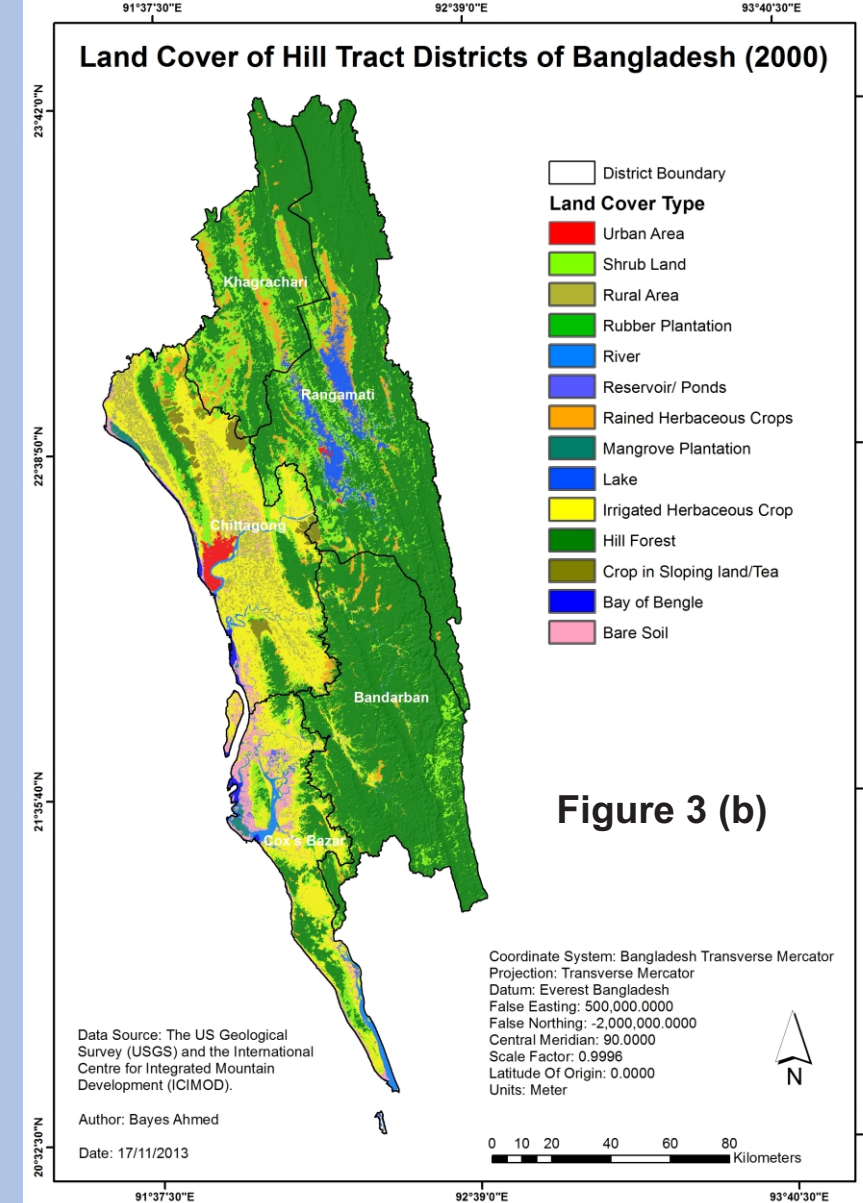 91°37'30"E
92°39'0"E
93°40'30"E
Land Cover of Hill Tract Districts of Bangladesh (2000)
23°42'0"N
District Boundary
Land Cover Type
Urban Area
Shrub Land
Rural Area
Rubber Plantation
River
Reservoir/ Ponds
Rained Herbaceous Crops
Mangrove Plantation
Lake
Irrigated Herbaceous Crop
Hill Forest
Crop in Sloping land/Tea
Bay of Bengle
Bare Soil
Khagrachari
Rangamati
22°38'50"N
Chittagong
Bandarban
21°35'40"N
Cox's Bazar
Figure 3 (b)
Coordinate System: Bangladesh Transverse Mercator
Projection: Transverse Mercator
Datum: Everest Bangladesh
False Easting: 500,000.0000
False Northing: -2,000,000.0000
Central Meridian: 90.0000
Scale Factor: 0.9996
Latitude Of Origin: 0.0000
Units: Meter
N
Data Source: The US Geological
Survey (USGS) and the International
Centre for Integrated Mountain
Development (ICIMOD).
Author: Bayes Ahmed
Date: 17/11/2013
0 10 20 40 60 80
Kilometers
20°32'30"N
91°37'30"E
92°39'0"E
93°40'30"E